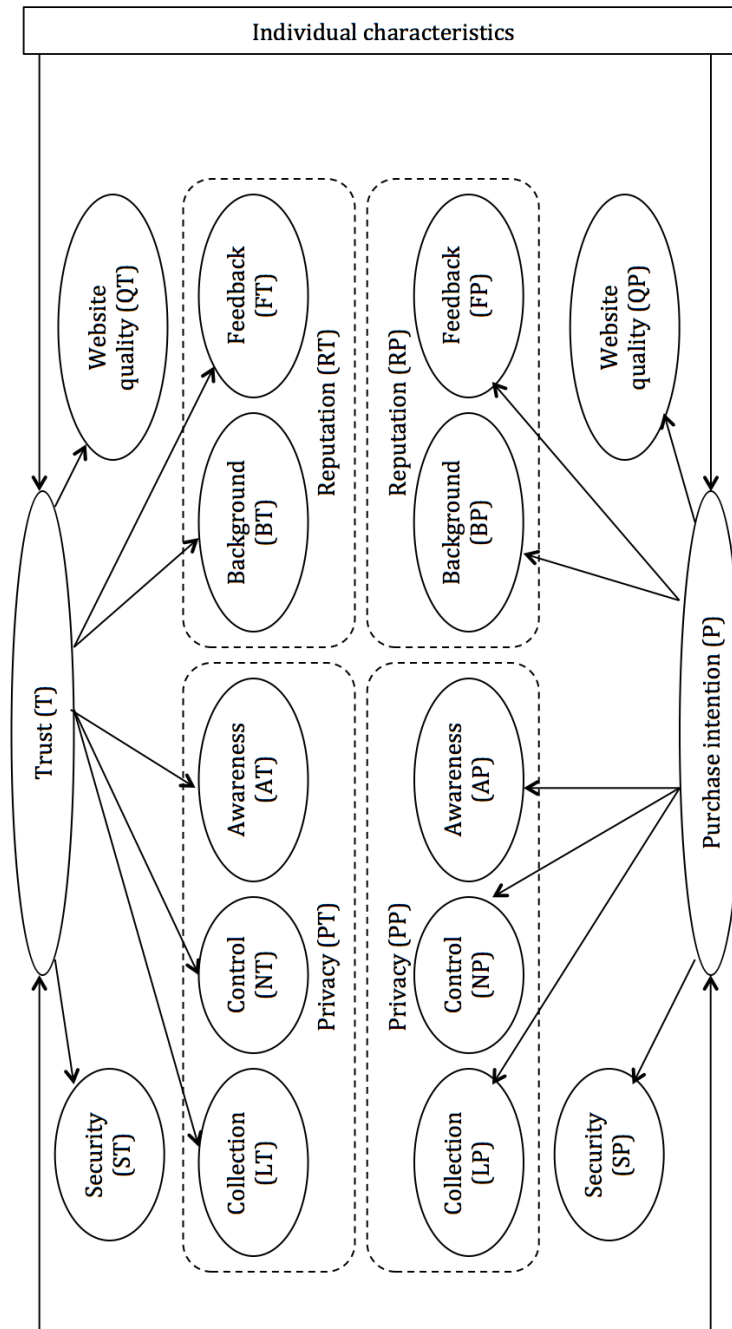 Individual characteristics
Trust (T)
Website
quality (QT)
Security
(ST)
Feedback
(FT)
Background
(BT)
Reputation (RT)
Awareness
(AT)
Control
(NT)
Collection
(LT)
Privacy (PT)
Reputation (RP)
Feedback
(FP)
Background
(BP)
Privacy (PP)
Awareness
(AP)
Control
(NP)
Collection
(LP)
Website
quality (QP)
Security
(SP)
Purchase intention (P)